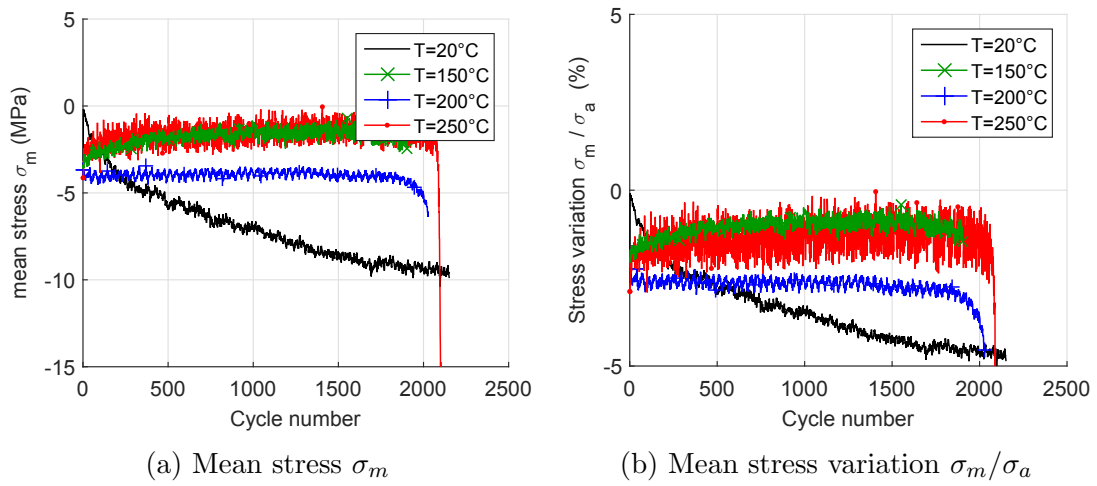 5
0
-5
-10
-15
mean stress σm (MPa)
0 500 1000 1500 2000 2500
Cycle number
T=20°C
T=150°C
T=200°C
T=250°C
(a) Mean stress σm
5
0
-5
Stress variation σm / σa (%)
0 500 1000 1500 2000 2500
Cycle number
T=20°C
T=150°C
T=200°C
T=250°C
(b) Mean stress variation σm/σa